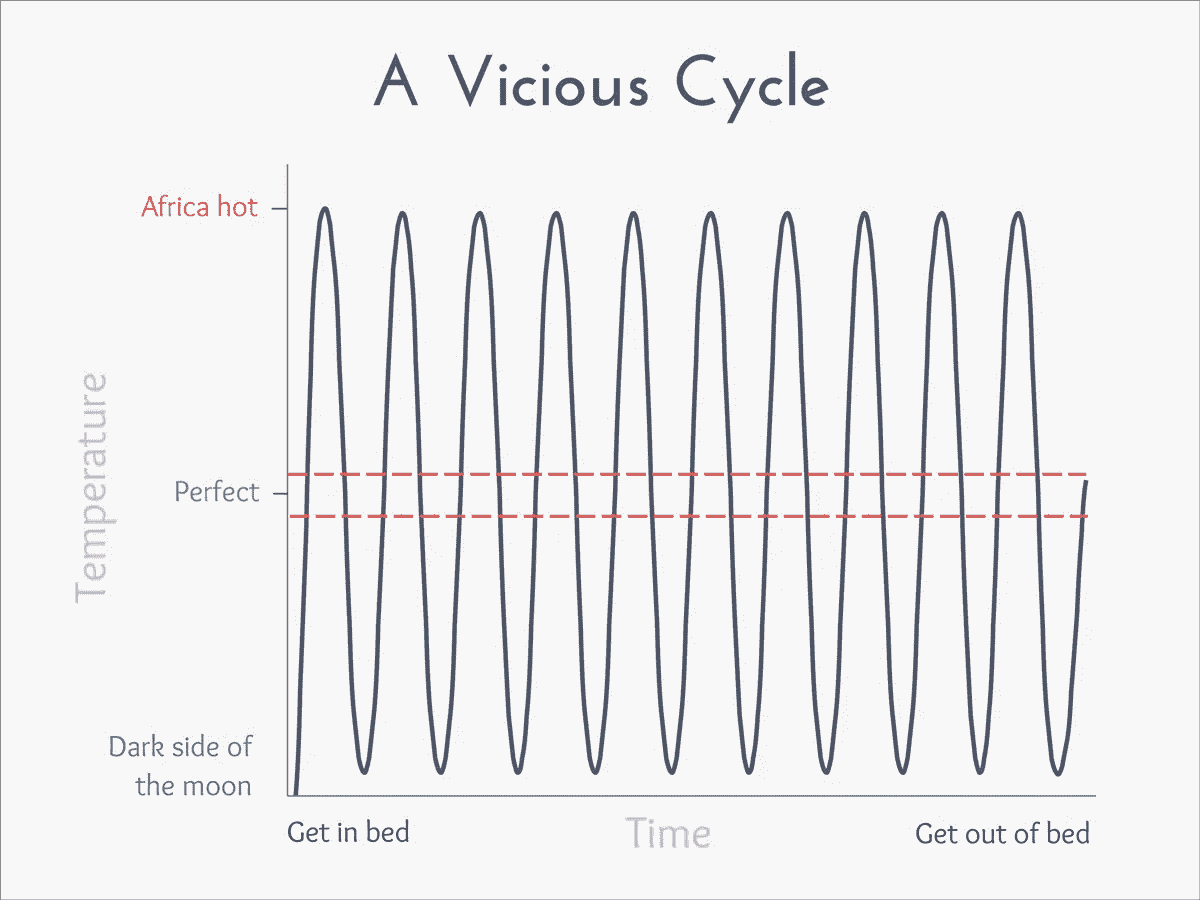 A Vicious Cycle
Africa hot
Temperature
Perfect
Dark side of
the moon
Get in bed
Time
Get out of bed